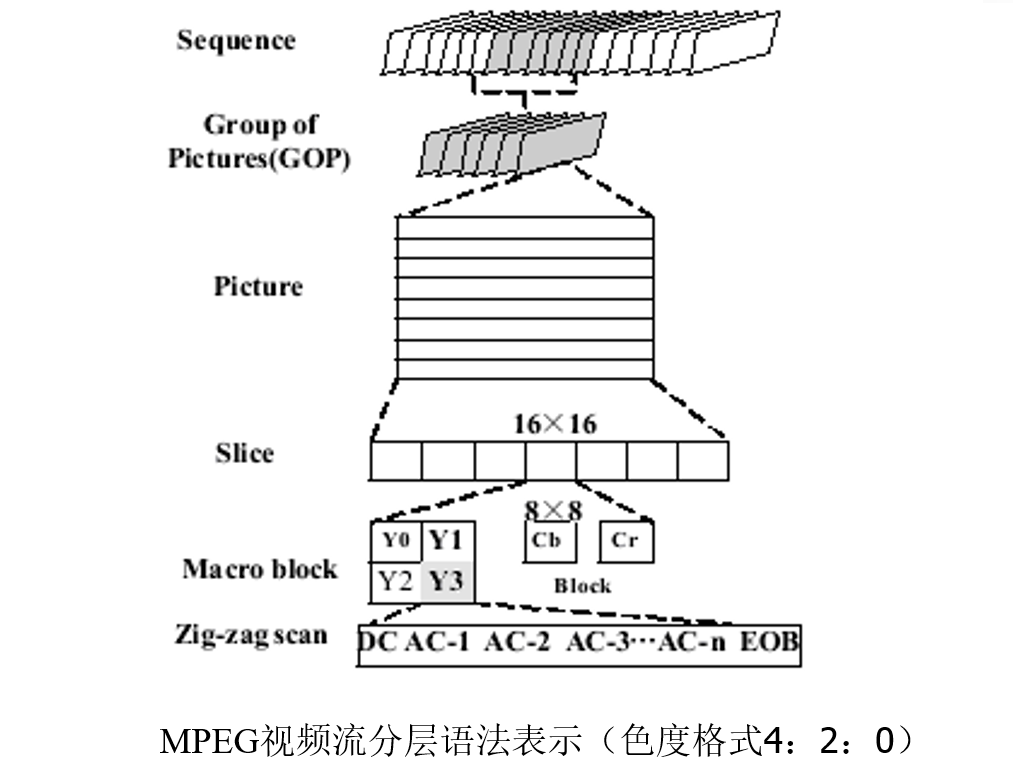 Sequence
Group of
Pictures(GOP)
Picture
16×16
Slice
8×8
Y0 Y1 Cb Cr
Macro block
Y2 Y3 Block
Zig-zag scan
DC AC-1 AC-2 AC-3···AC-n EOB
MPEG视频流分层语法表示（色度格式4：2：0）